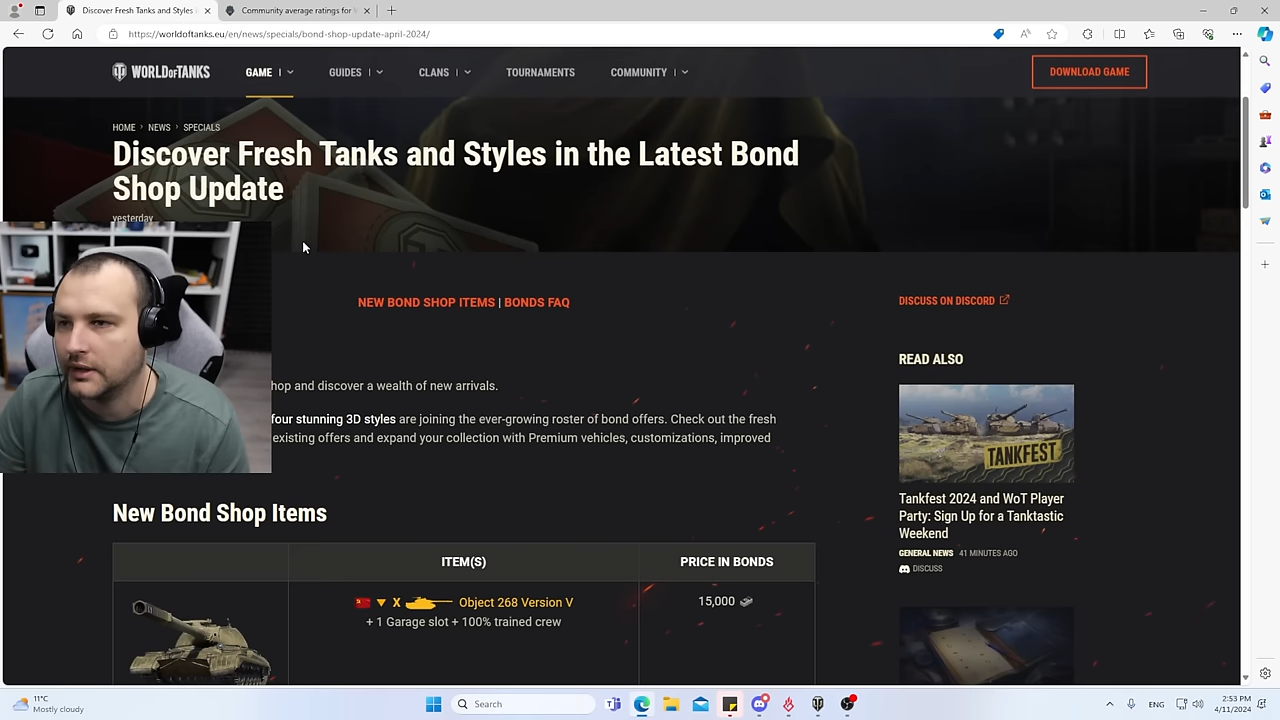 Discover Fresh Tanks and Styles in
Community average ratings for
https://worldoftanks.eu/en/news/specials/bond-shop-update-april-2024/
WORLD OF TANKS
GAME
GUIDES
CLANS
TOURNAMENTS
COMMUNITY
DOWNLOAD GAME
HOME › NEWS › SPECIALS
Discover Fresh Tanks and Styles in the Latest Bond
Shop Update
yesterday
NEW BOND SHOP ITEMS | BONDS FAQ
DISCUSS ON DISCORD
READ ALSO
hop and discover a wealth of new arrivals.
four stunning 3D styles are joining the ever-growing roster of bond offers. Check out the fresh
existing offers and expand your collection with Premium vehicles, customizations, improved
TANKFEST
Tankfest 2024 and WoT Player
Party: Sign Up for a Tanktastic
Weekend
GENERAL NEWS 41 MINUTES AGO
DISCUSS
New Bond Shop Items
ITEM(S)
PRICE IN BONDS
X Object 268 Version V
15,000
+ 1 Garage slot + 100% trained crew
11°C
Mostly cloudy
Search
ENG
2:53 PM
4/11/2024